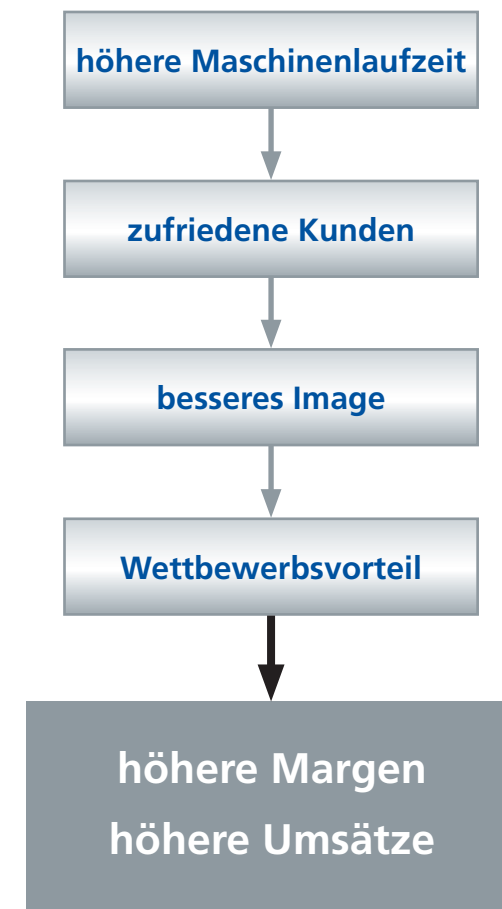 höhere Maschinenlaufzeit
zufriedene Kunden
besseres Image
Wettbewerbsvorteil
höhere Margen
höhere Umsätze